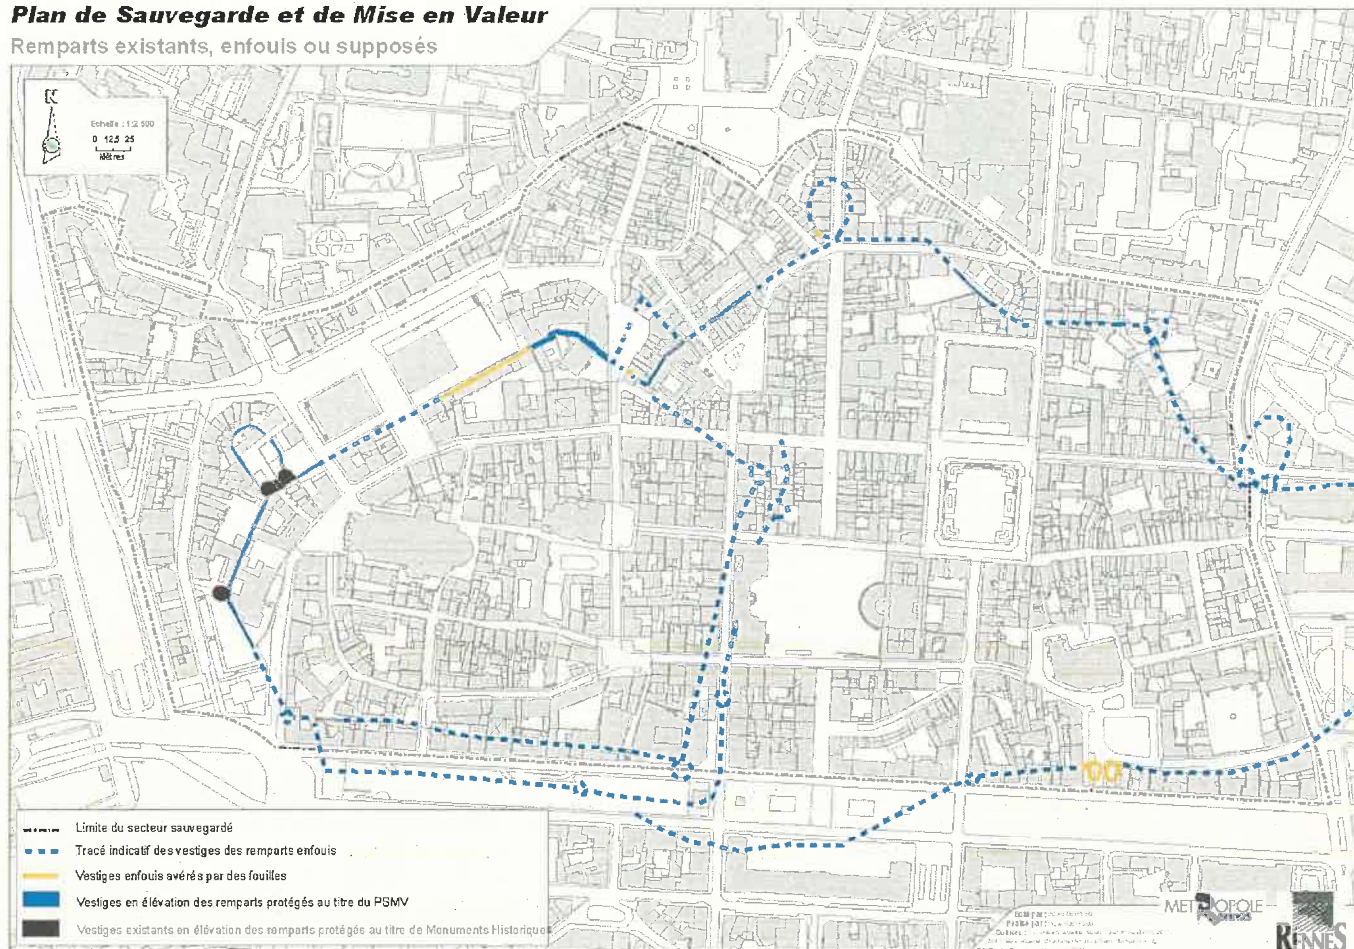 Plan de Sauvegarde et de Mise en Valeur
Remparts existants, enfouis ou supposés
N
Echelle : 1:2 500
0 12,5 25
Mètres
Limite du secteur sauvegardé
Tracé indicatif des vestiges des remparts enfouis
Vestiges enfouis avérés par des fouilles
Vestiges en élévation des remparts protégés au titre du PSMV
Vestiges existants en élévation des remparts protégés au titre de Monuments Historique
METROPOLE
RENNES